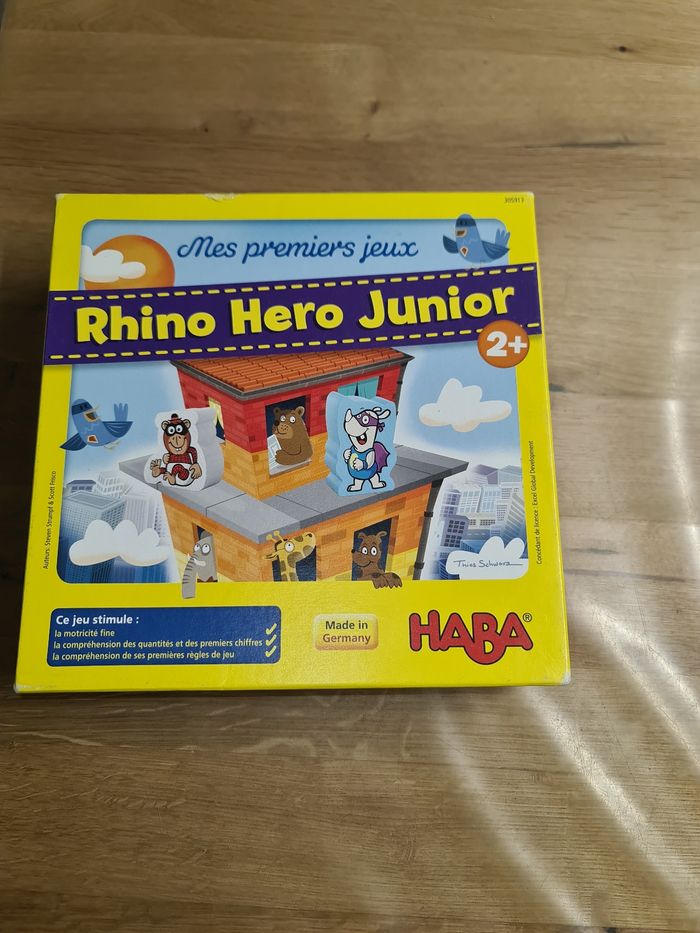 305913
Mes premiers jeux
Rhino Hero Junior
2+
Auteurs: Steven Strumpf & Scott Frisco
Concédant de licence : Excel Global Development
Thies Schwarz
Ce jeu stimule :
la motricité fine
la compréhension des quantités et des premiers chiffres
la compréhension de ses premières règles de jeu
Made in
Germany
HABA®